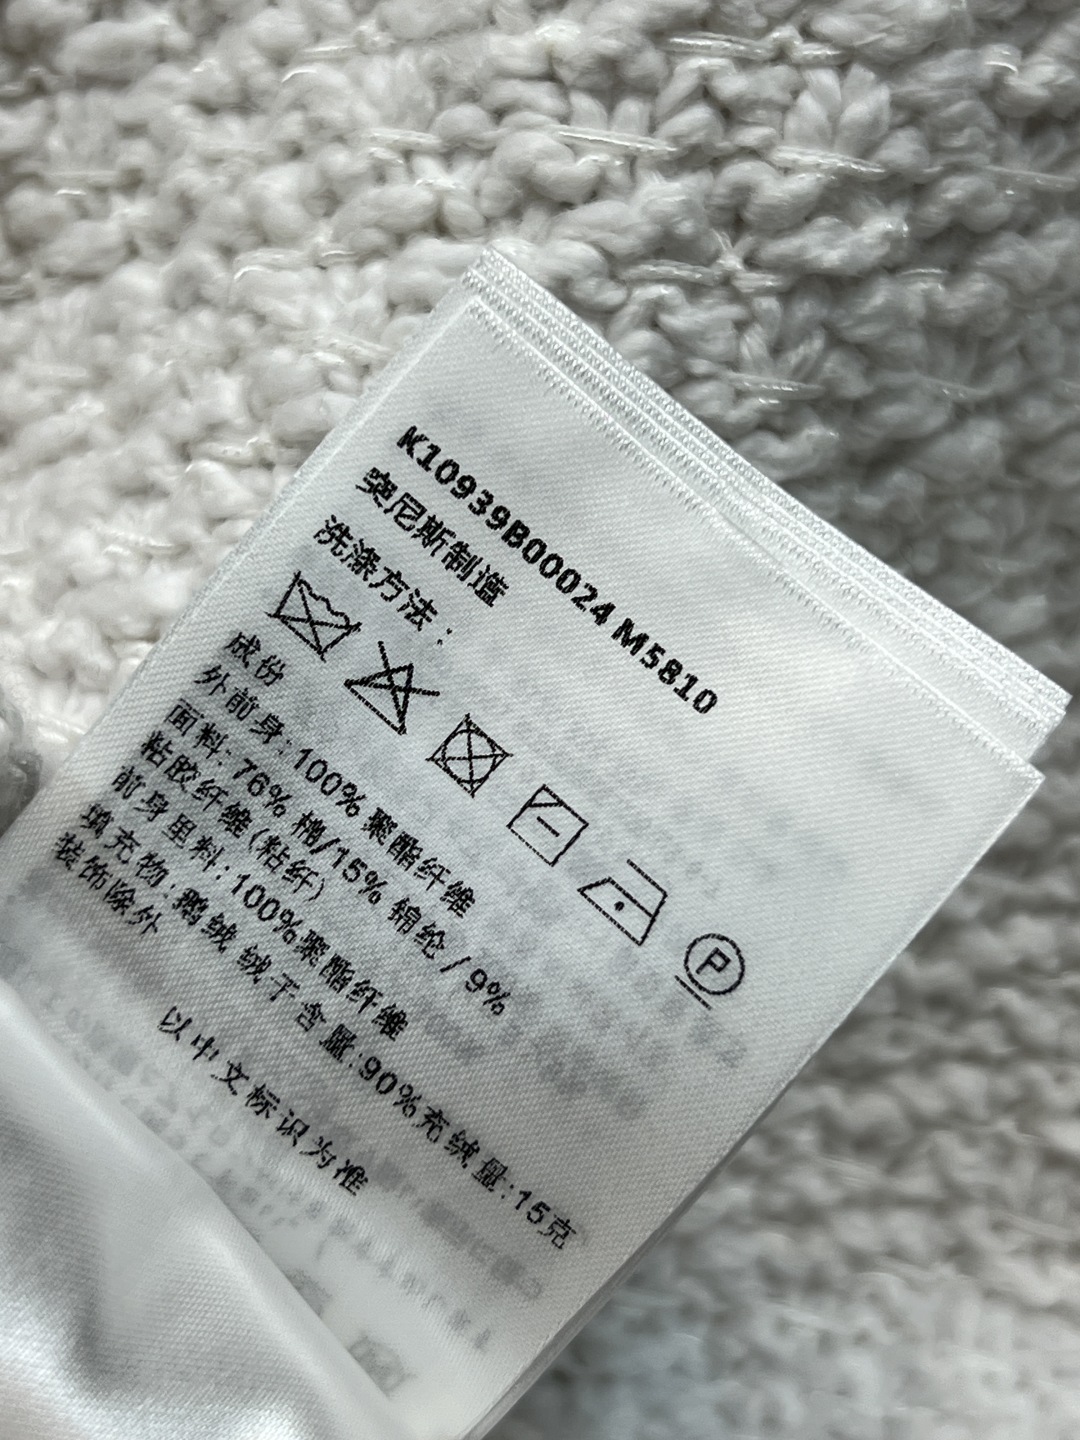 K10939B00024 M5810
突尼斯制造
洗涤方法：
P
成份
外前身:100% 聚酯纤维
面料: 76% 棉/15% 锦纶 / 9%
粘胶纤维 (粘纤)
前身里料:100%聚酯纤维
填充物:鹅绒 绒子含量:90%充绒量:15克
装饰除外
以中文标识为准